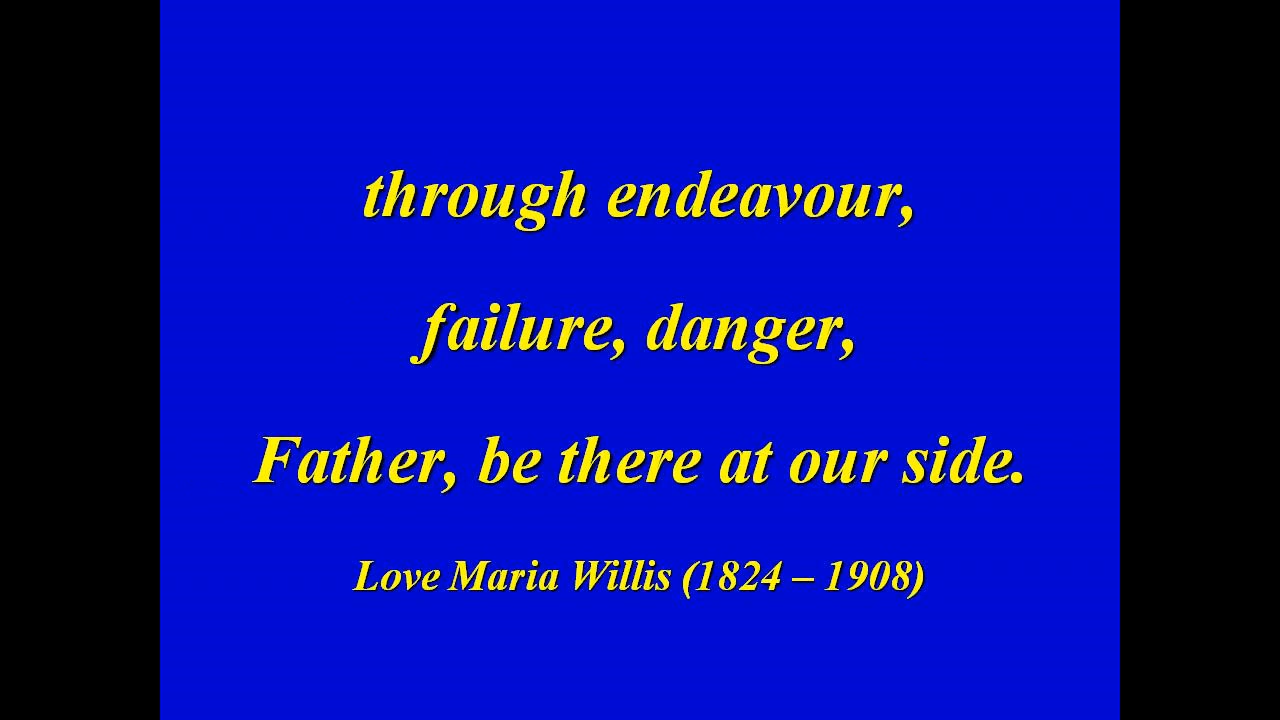 through endeavour,
failure, danger,
Father, be there at our side.
Love Maria Willis (1824 – 1908)